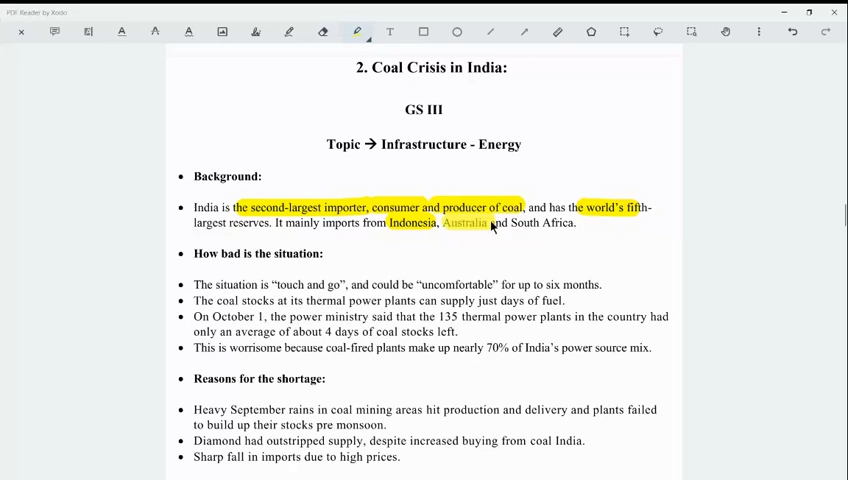 PDF Reader by Xodo
2. Coal Crisis in India:
GS III
Topic → Infrastructure - Energy
• Background:
• India is the second-largest importer, consumer and producer of coal, and has the world's fifth-
largest reserves. It mainly imports from Indonesia, Australia and South Africa.
• How bad is the situation:
• The situation is “touch and go”, and could be “uncomfortable” for up to six months.
• The coal stocks at its thermal power plants can supply just days of fuel.
• On October 1, the power ministry said that the 135 thermal power plants in the country had
only an average of about 4 days of coal stocks left.
• This is worrisome because coal-fired plants make up nearly 70% of India's power source mix.
• Reasons for the shortage:
• Heavy September rains in coal mining areas hit production and delivery and plants failed
to build up their stocks pre monsoon.
• Diamond had outstripped supply, despite increased buying from coal India.
• Sharp fall in imports due to high prices.